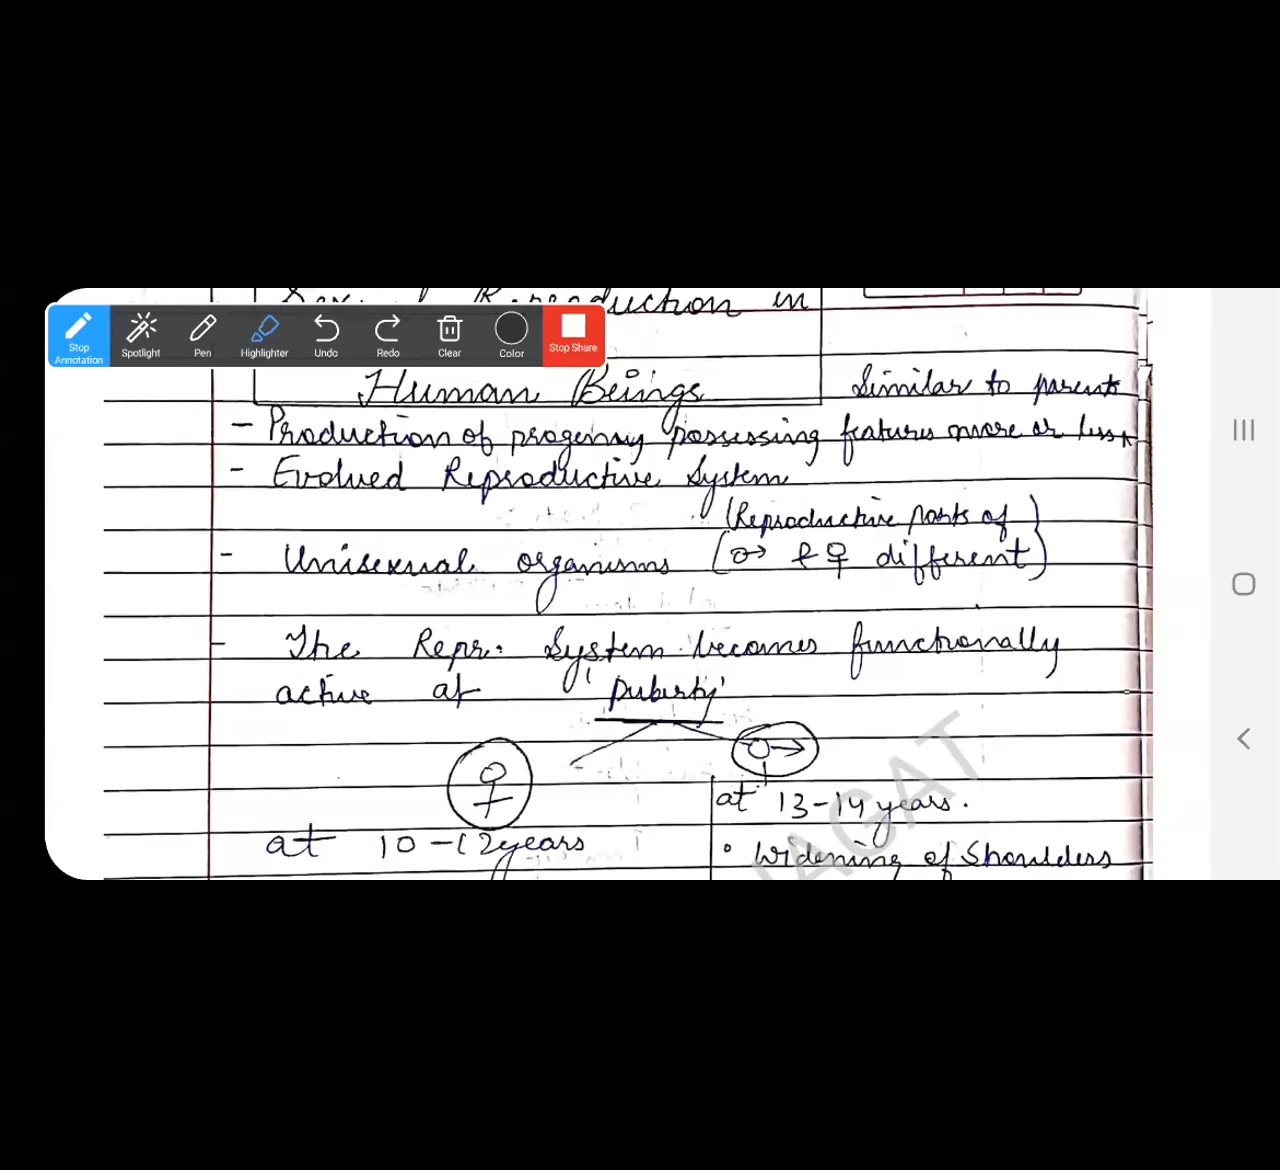 Reproduction in
Stop Annotation
Spotlight
Pen
Highlighter
Undo
Redo
Clear
Color
Stop Share
Human Beings
Similar to parents
- Production of progenny possessing features more or less
- Evolved Reproductive System
(Reproductive parts of
- Unisexual organisms ♂ & ♀ different)
- The Repr. System becomes functionally
active at 'Puberty'
♀ ♂
at 13-14 years.
at 10-12 years
• Widening of Shoulders
JAGAT